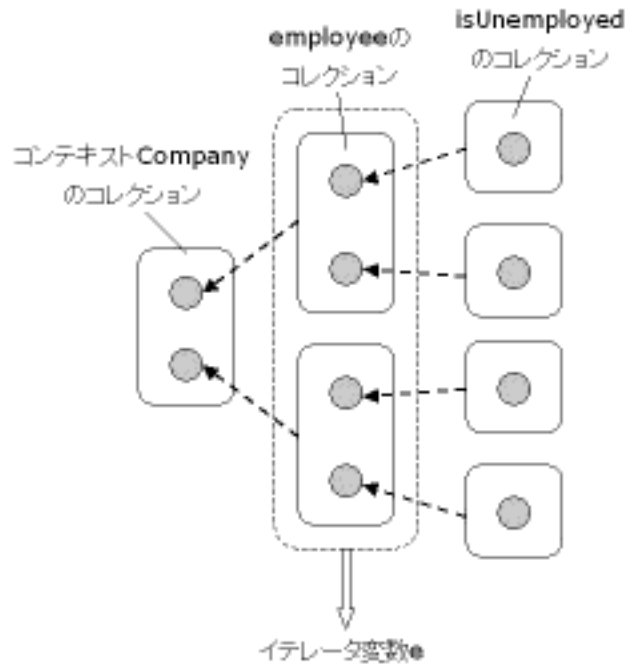 isUnemployed
のコレクション
employeeの
コレクション
コンテキストCompany
のコレクション
イテレータ変数e